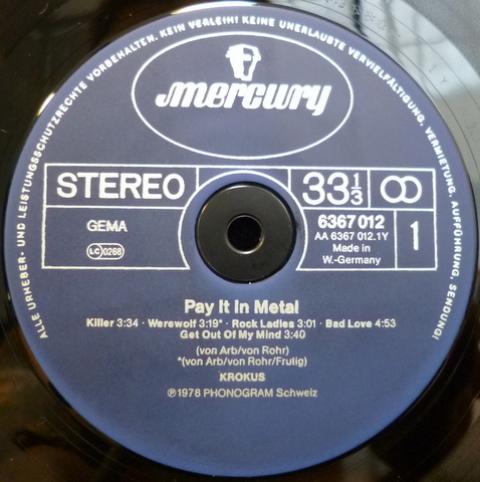 ALLE URHEBER- UND LEISTUNGSSCHUTZRECHTE VORBEHALTEN. KEIN VERLEIH! KEINE UNERLAUBTE VERVIELFÄLTIGUNG, VERMIETUNG, AUFFÜHRUNG, SENDUNG!
mercury
STEREO
33 1/3
GEMA
LC 0268
6367 012
AA 6367 012.1Y
Made in
W.-Germany
1
Pay It In Metal
Killer 3:34 · Werewolf 3:19* · Rock Ladies 3:01 · Bad Love 4:53
Get Out Of My Mind 3:40
(von Arb/von Rohr)
*(von Arb/von Rohr/Frutig)
KROKUS
℗1978 PHONOGRAM Schweiz